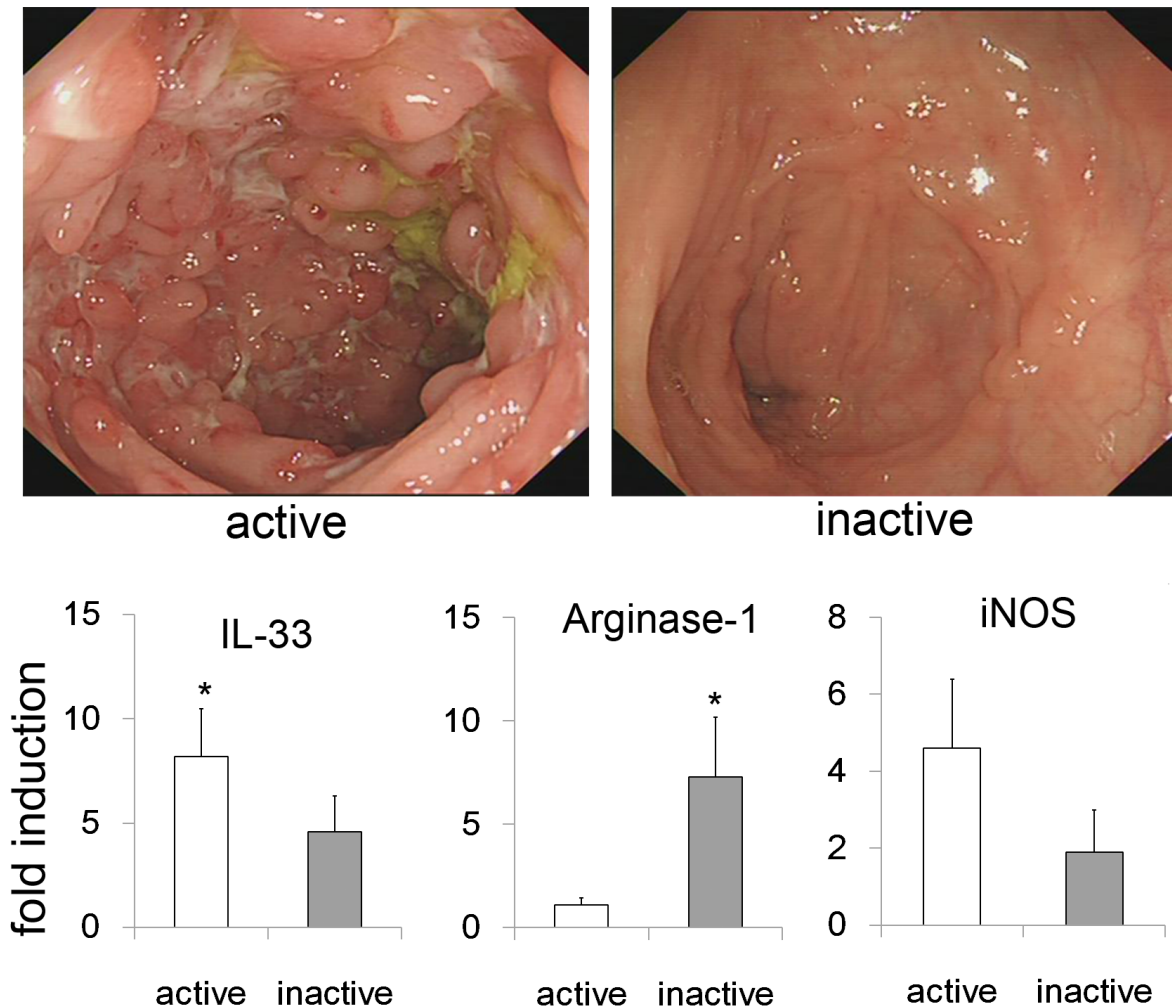 active
inactive
fold induction
15
10
5
0
IL-33
*
active
inactive
15
10
5
0
Arginase-1
*
active
inactive
8
6
4
2
0
iNOS
active
inactive